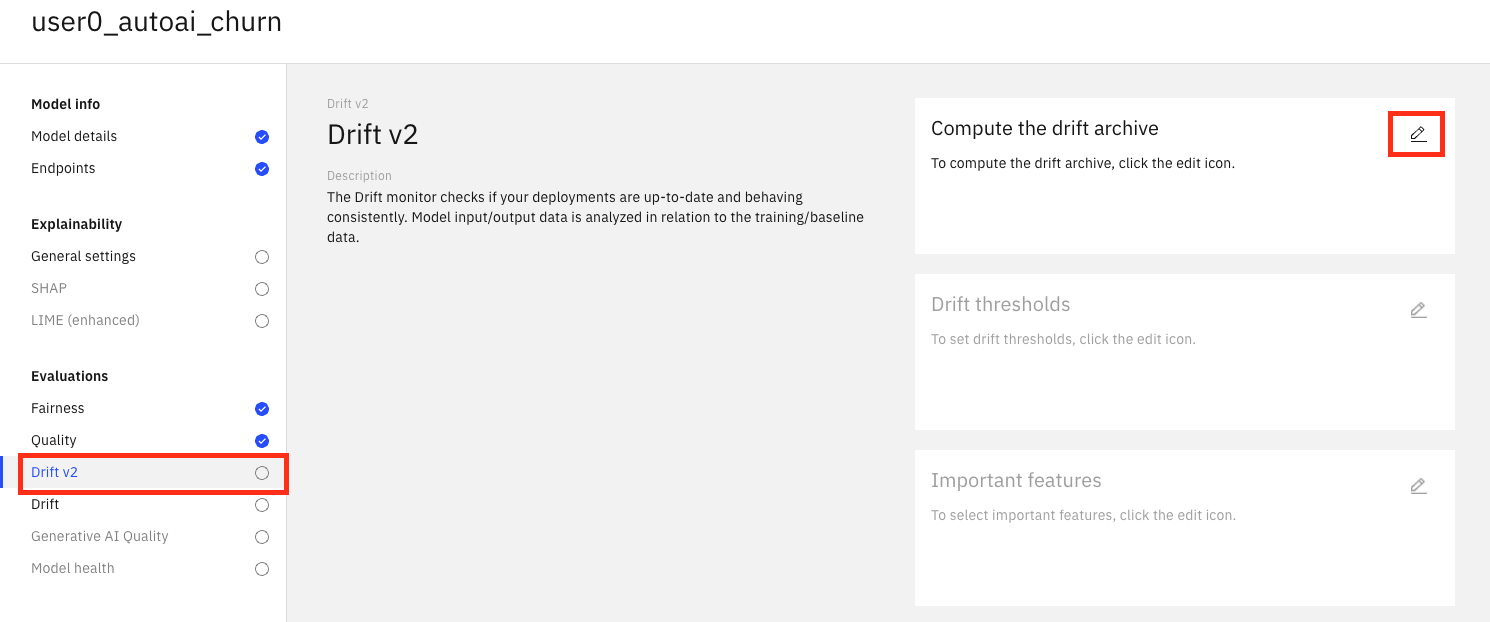 user0_autoai_churn
Model info
Model details
Endpoints
Explainability
General settings
SHAP
LIME (enhanced)
Evaluations
Fairness
Quality
Drift v2
Drift
Generative AI Quality
Model health
Drift v2
Drift v2
Description
The Drift monitor checks if your deployments are up-to-date and behaving
consistently. Model input/output data is analyzed in relation to the training/baseline
data.
Compute the drift archive
To compute the drift archive, click the edit icon.
Drift thresholds
To set drift thresholds, click the edit icon.
Important features
To select important features, click the edit icon.